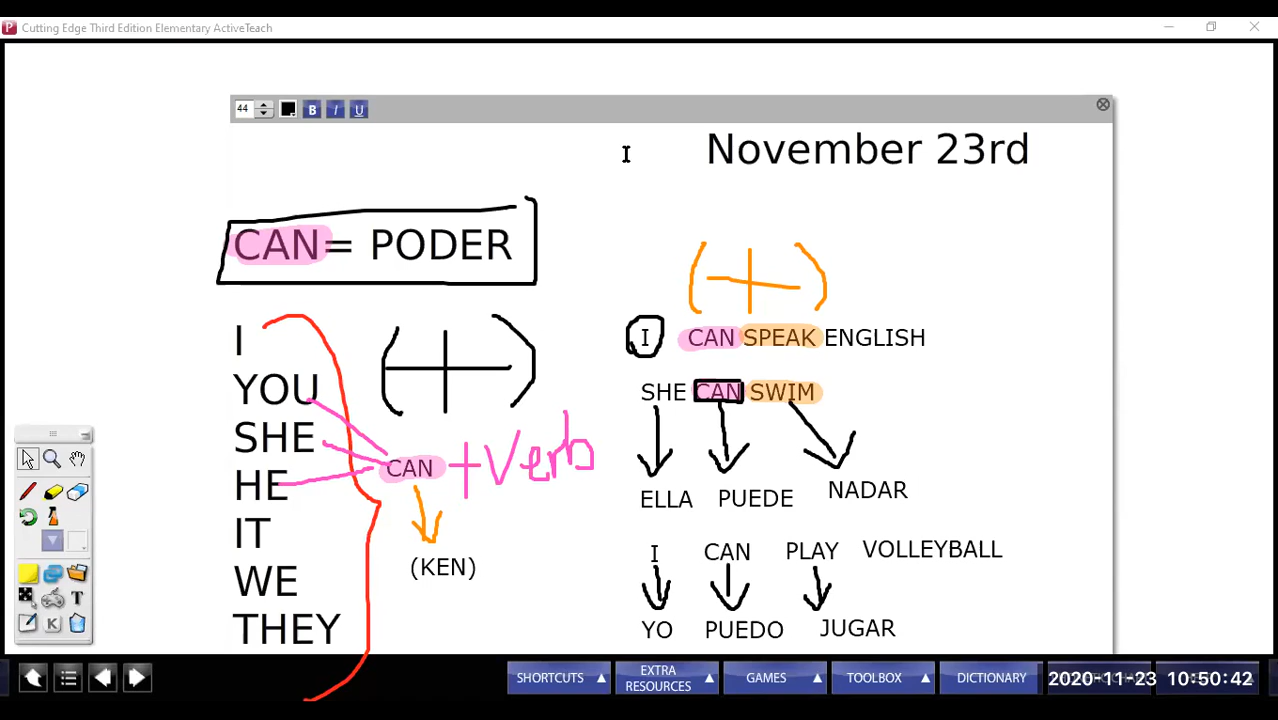 Cutting Edge Third Edition Elementary ActiveTeach
44 B I U
November 23rd
CAN= PODER
I
YOU
SHE
HE
IT
WE
THEY
CAN +Verb
(KEN)
(+)
(+)
I CAN SPEAK ENGLISH
SHE CAN SWIM
ELLA PUEDE NADAR
I CAN PLAY VOLLEYBALL
YO PUEDO JUGAR
T
K
SHORTCUTS
EXTRA RESOURCES
GAMES
TOOLBOX
DICTIONARY
2020-11-23 10:50:42